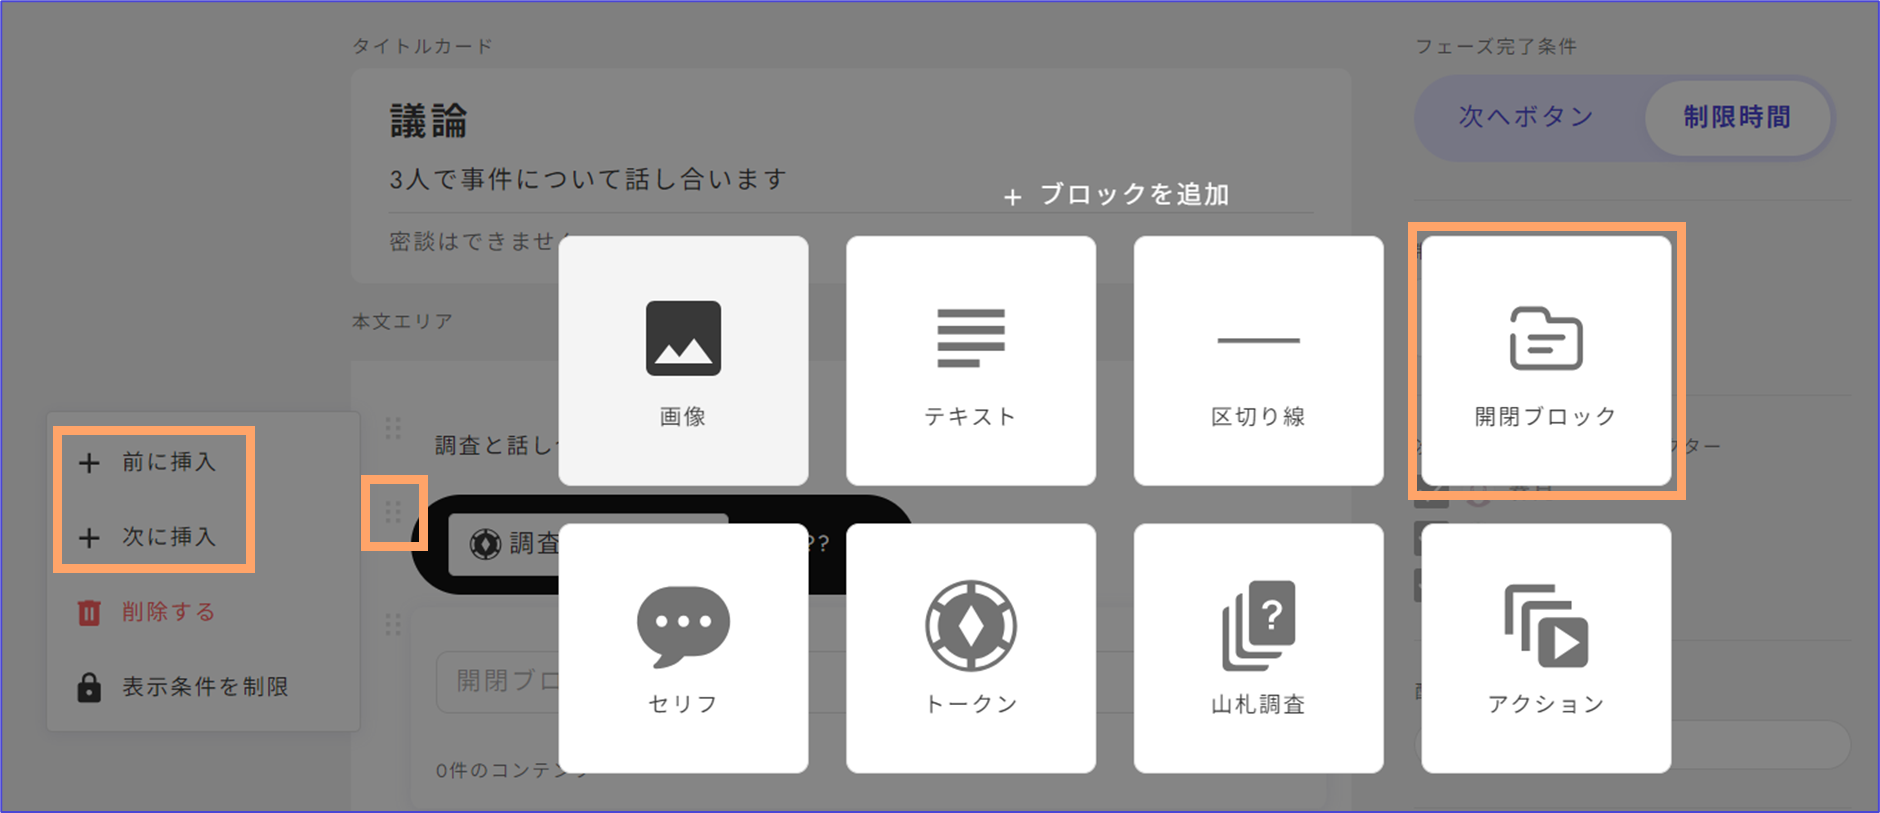 タイトルカード
議論
3人で事件について話し合います
密談はできません
本文エリア
調査と話し
調査
??
開閉ブロ
0件のコンテン
フェーズ完了条件
次へボタン
制限時間
クター
+ ブロックを追加
画像
テキスト
区切り線
開閉ブロック
セリフ
トークン
山札調査
?
アクション
+ 前に挿入
+ 次に挿入
削除する
表示条件を制限